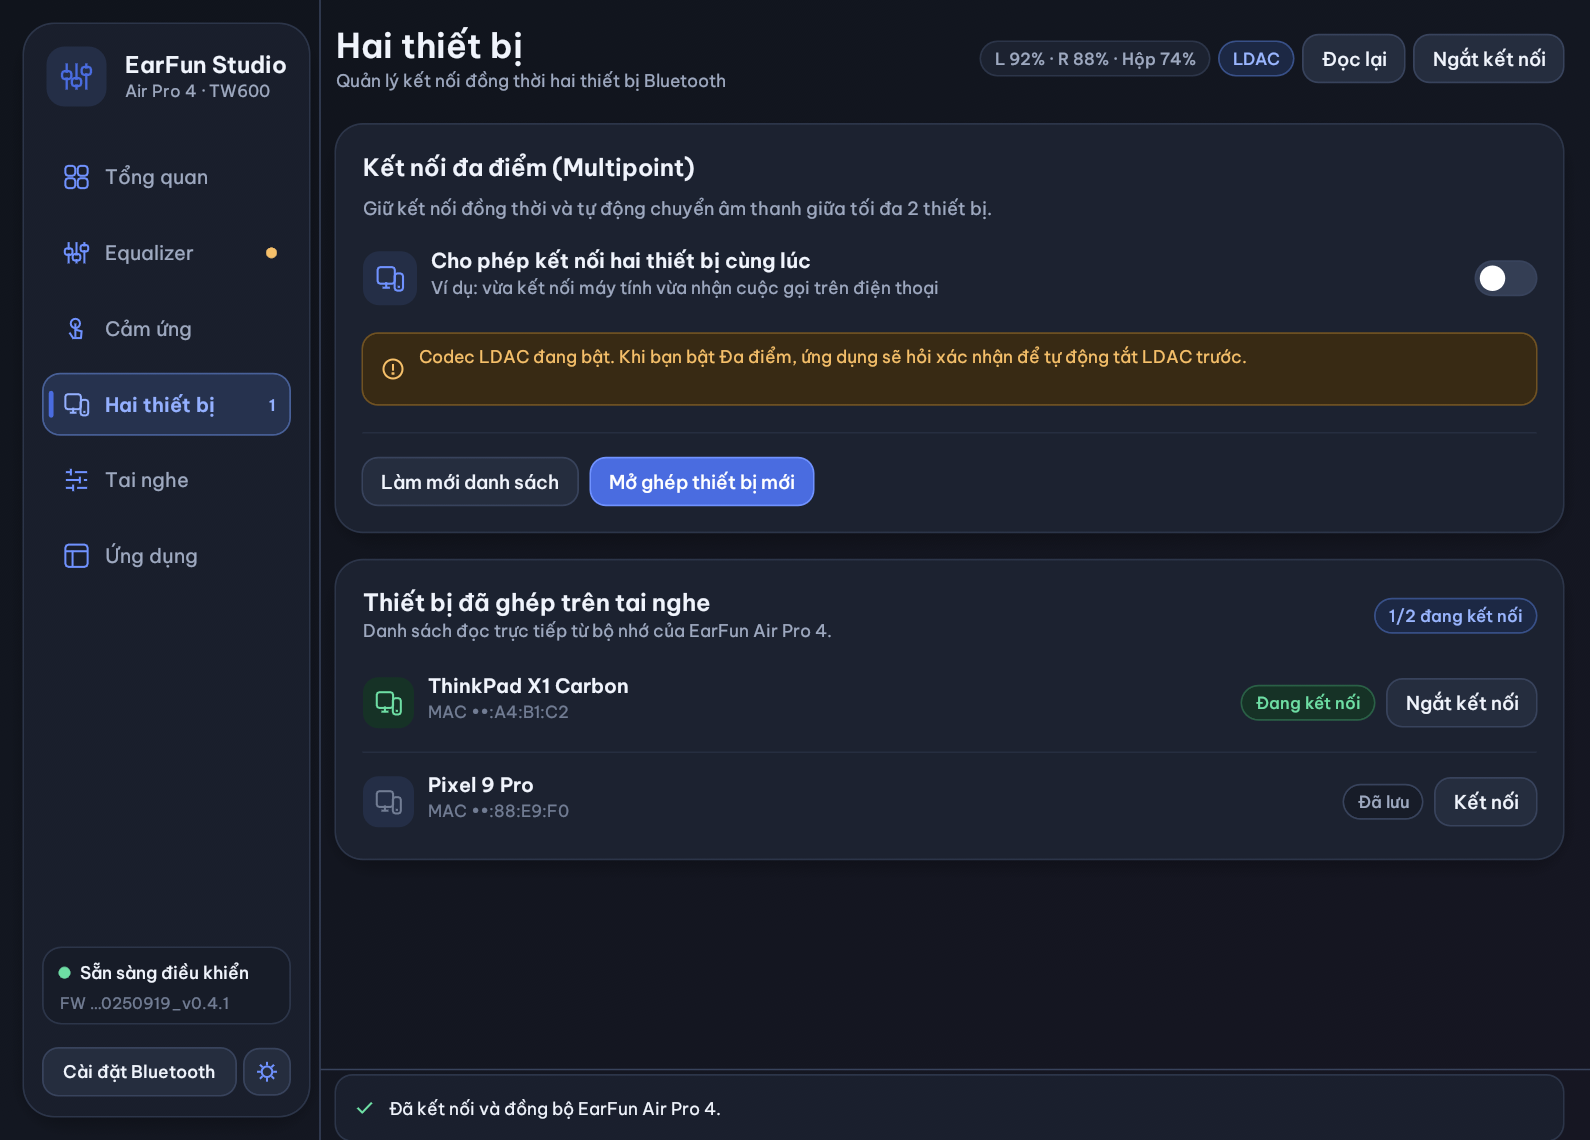 EarFun Studio
Air Pro 4 · TW600
Tổng quan
Equalizer
Cảm ứng
Hai thiết bị 1
Tai nghe
Ứng dụng
Sẵn sàng điều khiển
FW ...0250919_v0.4.1
Cài đặt Bluetooth
Hai thiết bị
Quản lý kết nối đồng thời hai thiết bị Bluetooth
L 92% · R 88% · Hộp 74%
LDAC
Đọc lại
Ngắt kết nối
Kết nối đa điểm (Multipoint)
Giữ kết nối đồng thời và tự động chuyển âm thanh giữa tối đa 2 thiết bị.
Cho phép kết nối hai thiết bị cùng lúc
Ví dụ: vừa kết nối máy tính vừa nhận cuộc gọi trên điện thoại
Codec LDAC đang bật. Khi bạn bật Đa điểm, ứng dụng sẽ hỏi xác nhận để tự động tắt LDAC trước.
Làm mới danh sách
Mở ghép thiết bị mới
Thiết bị đã ghép trên tai nghe
Danh sách đọc trực tiếp từ bộ nhớ của EarFun Air Pro 4.
1/2 đang kết nối
ThinkPad X1 Carbon
MAC ••:A4:B1:C2
Đang kết nối
Ngắt kết nối
Pixel 9 Pro
MAC ••:88:E9:F0
Đã lưu
Kết nối
Đã kết nối và đồng bộ EarFun Air Pro 4.